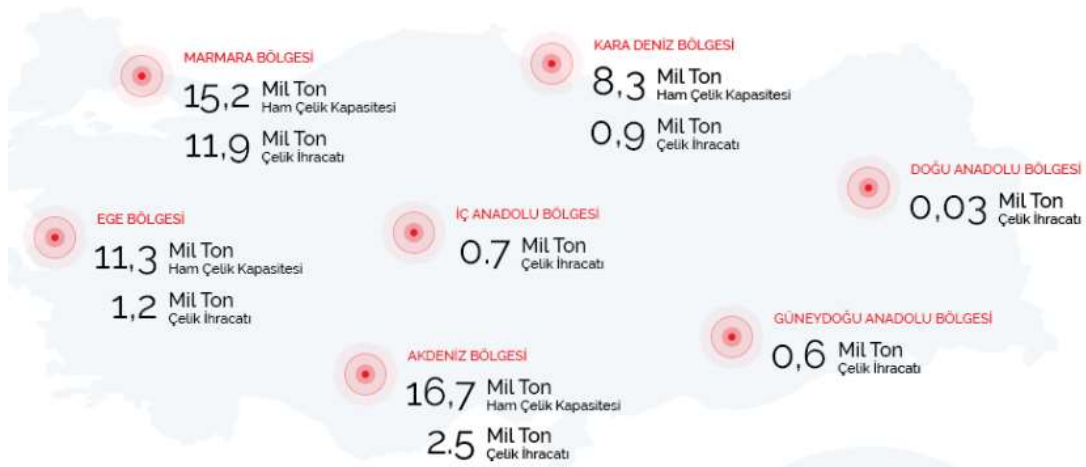 MARMARA BÖLGESİ
15,2 Mil Ton
Ham Çelik Kapasitesi
11,9 Mil Ton
Çelik İhracatı
KARA DENİZ BÖLGESİ
8,3 Mil Ton
Ham Çelik Kapasitesi
0,9 Mil Ton
Çelik İhracatı
DOĞU ANADOLU BÖLGESİ
0,03 Mil Ton
Çelik İhracatı
EGE BÖLGESİ
11,3 Mil Ton
Ham Çelik Kapasitesi
1,2 Mil Ton
Çelik İhracatı
İÇ ANADOLU BÖLGESİ
0.7 Mil Ton
Çelik İhracatı
GÜNEYDOĞU ANADOLU BÖLGESİ
0,6 Mil Ton
Çelik İhracatı
AKDENİZ BÖLGESİ
16,7 Mil Ton
Ham Çelik Kapasitesi
2.5 Mil Ton
Çelik İhracatı